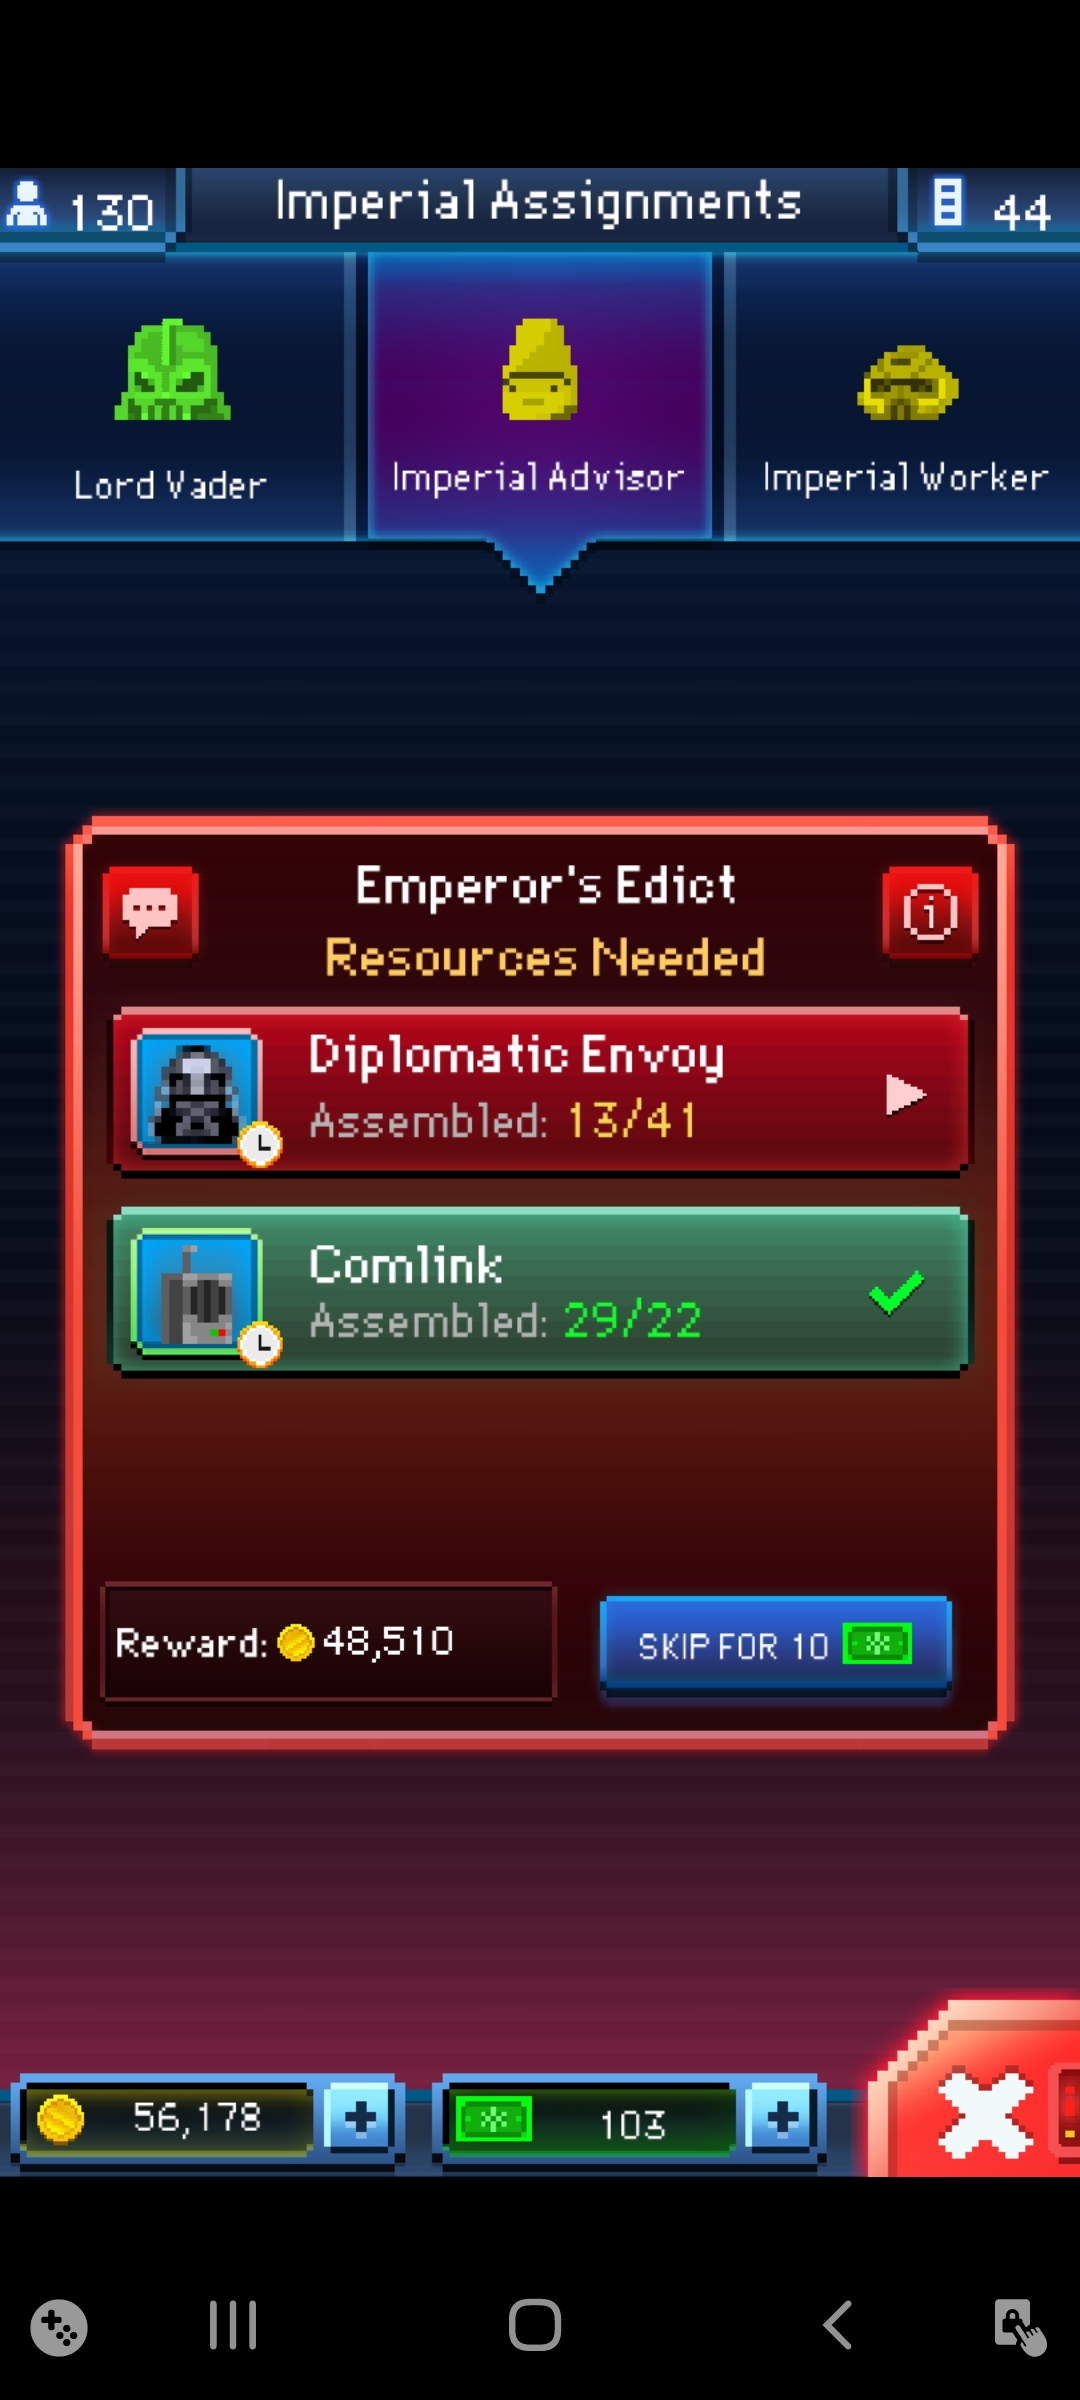 130
Imperial Assignments
44
Lord Vader
Imperial Advisor
Imperial Worker
Emperor's Edict
Resources Needed
Diplomatic Envoy
Assembled: 13/41
Comlink
Assembled: 29/22
Reward: 48,510
SKIP FOR 10
56,178
103